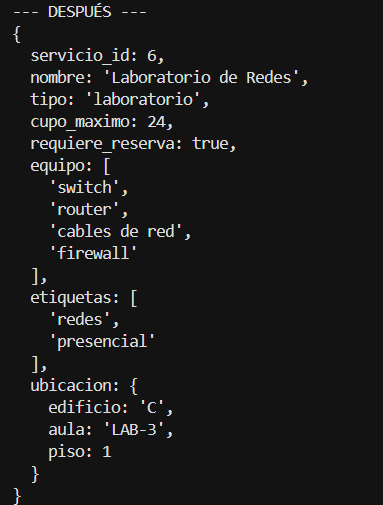 --- DESPUÉS ---
{
  servicio_id: 6,
  nombre: 'Laboratorio de Redes',
  tipo: 'laboratorio',
  cupo_maximo: 24,
  requiere_reserva: true,
  equipo: [
    'switch',
    'router',
    'cables de red',
    'firewall'
  ],
  etiquetas: [
    'redes',
    'presencial'
  ],
  ubicacion: {
    edificio: 'C',
    aula: 'LAB-3',
    piso: 1
  }
}